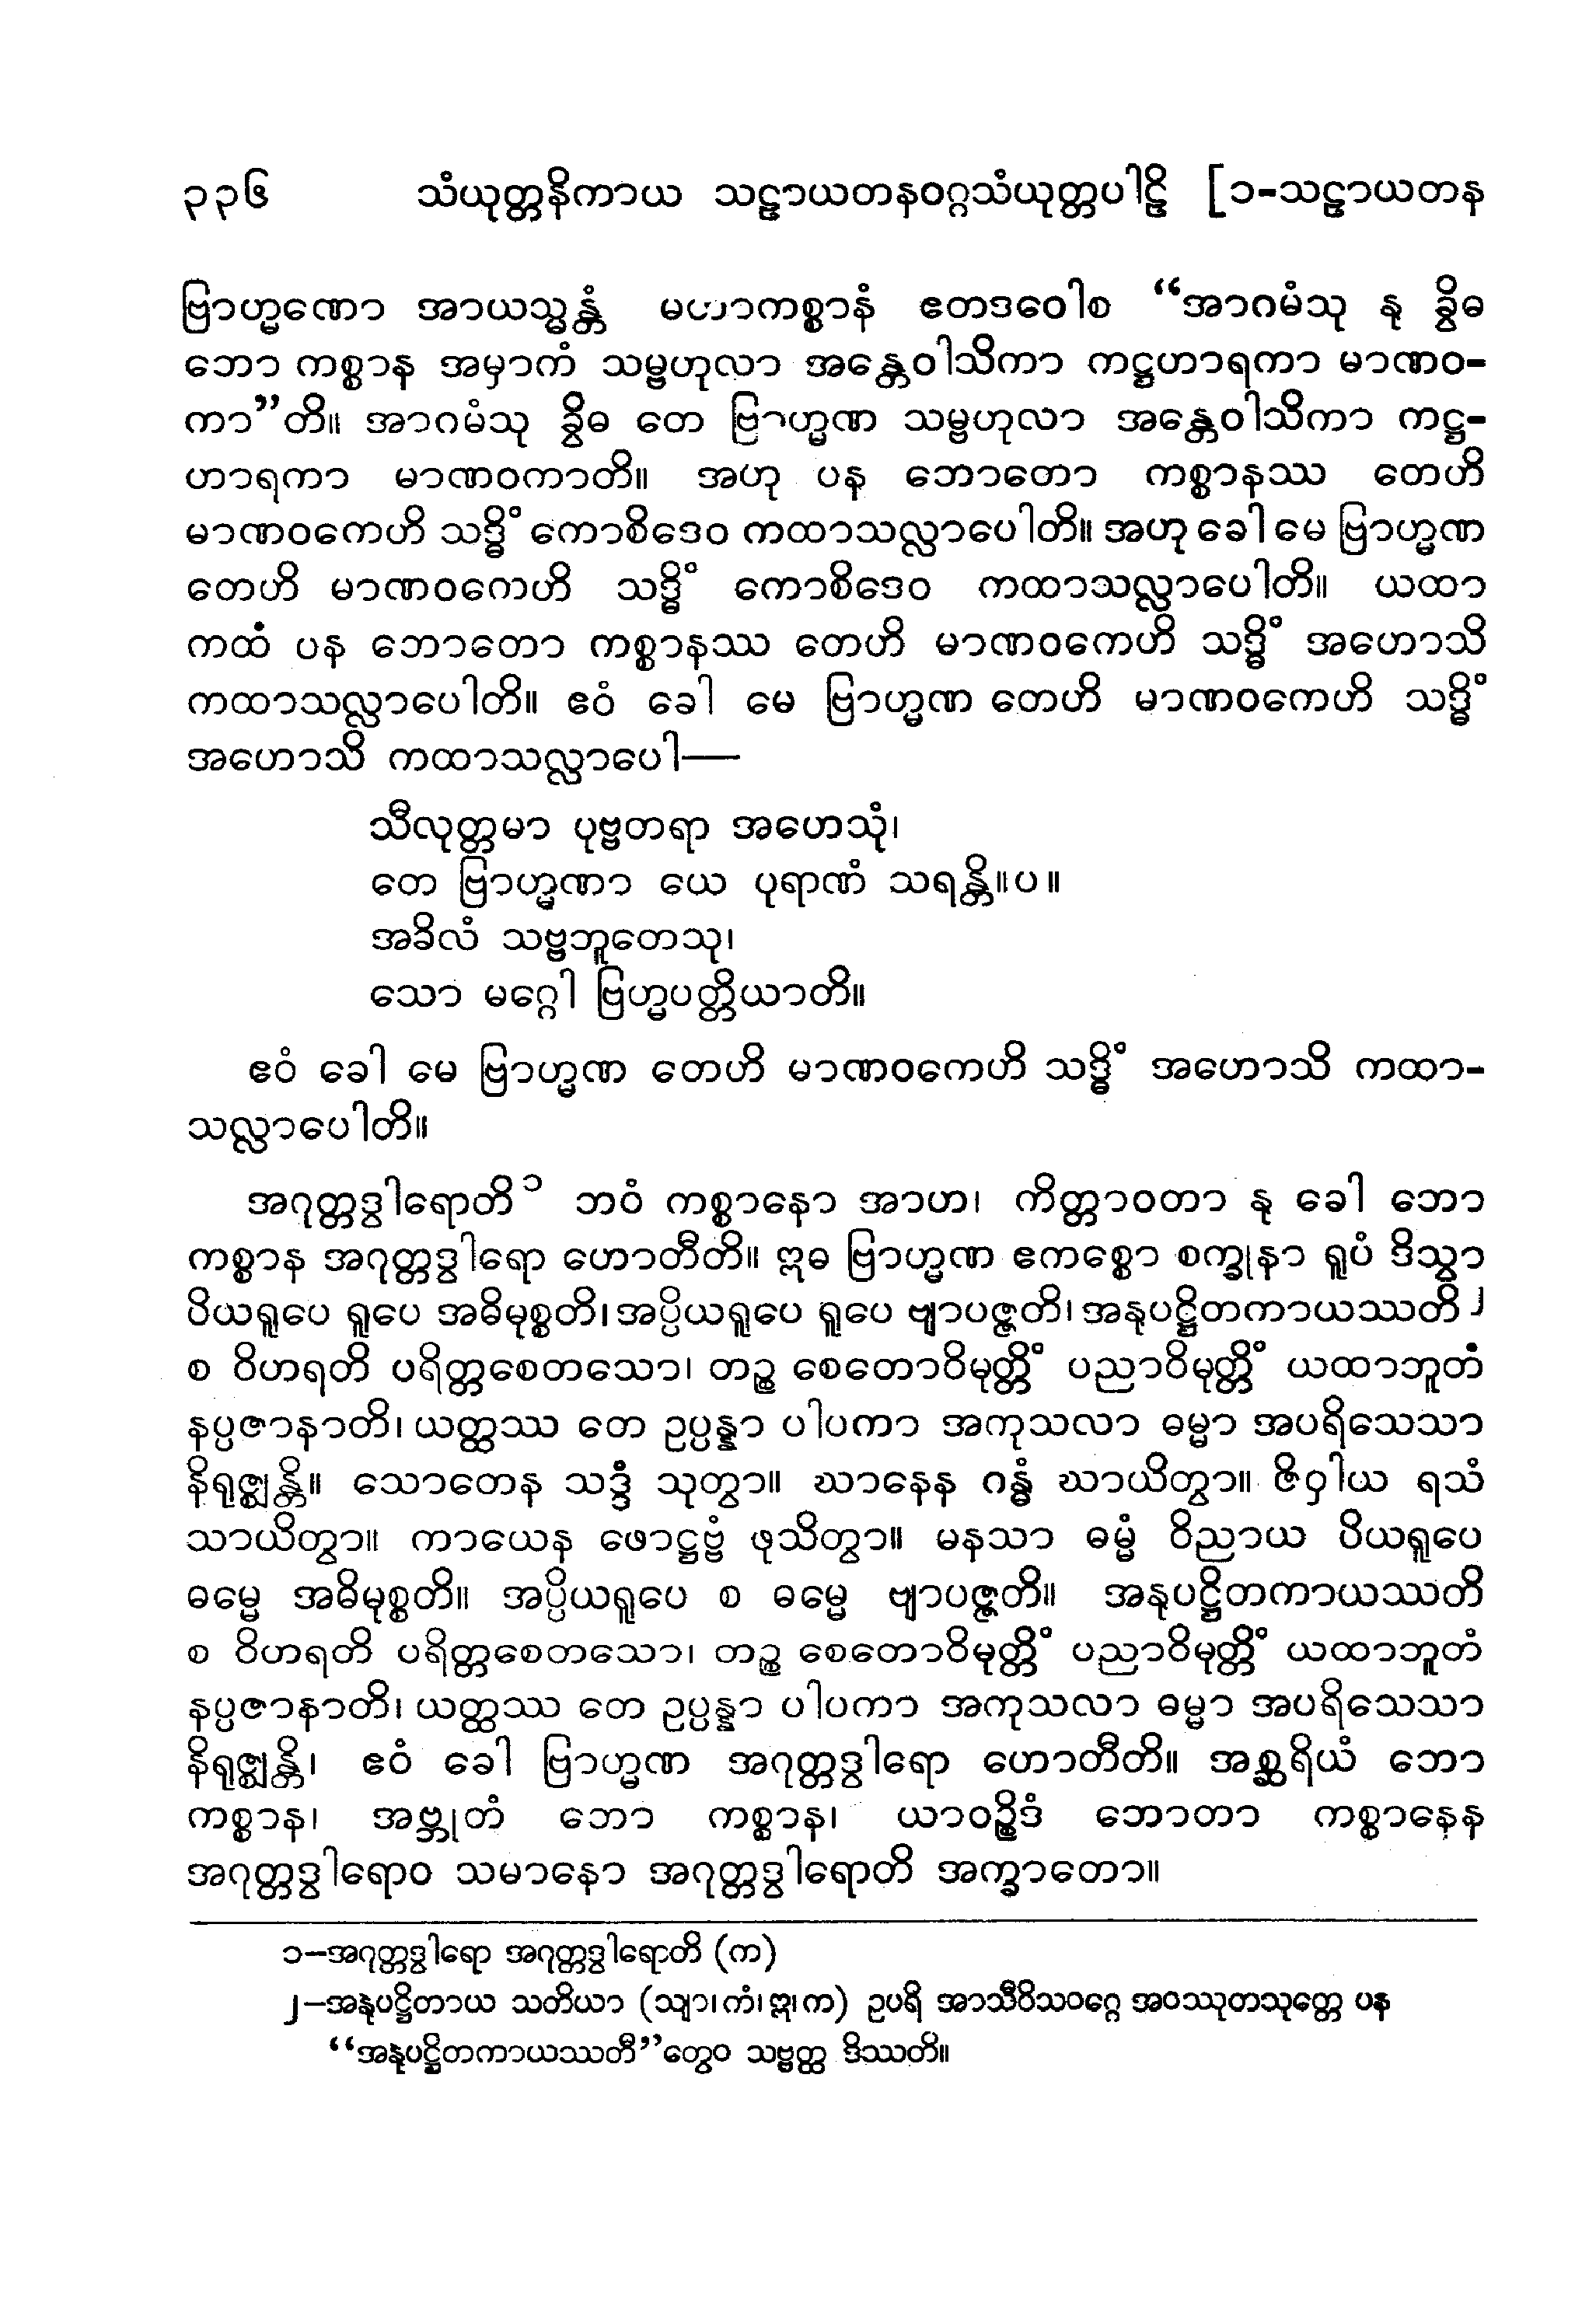 ၃၃၆ သံယုတ္တနိကာယ သဠာယတနဝဂ္ဂသံယုတ္တပါဠိ [၁-သဠာယတန
ဗြာဟ္မဏော အာယသ္မန္တံ မဟာကစ္စာနံ ဧတဒဝေါစ “အာဂမံသု နု ခွိဓ
ဘော ကစ္စာန အမှာကံ သမ္ဗဟုလာ အန္တေဝါသိကာ ကဋ္ဌဟာရကာ မာဏဝ-
ကာ”တိ။ အာဂမံသု ခွိဓ တေ ဗြာဟ္မဏ သမ္ဗဟုလာ အန္တေဝါသိကာ ကဋ္ဌ-
ဟာရကာ မာဏဝကာတိ။ အဟု ပန ဘောတော ကစ္စာနဿ တေဟိ
မာဏဝကေဟိ သဒ္ဓိံ ကောစိဒေဝ ကထာသလ္လာပေါတိ။ အဟု ခေါ မေ ဗြာဟ္မဏ
တေဟိ မာဏဝကေဟိ သဒ္ဓိံ ကောစိဒေဝ ကထာသလ္လာပေါတိ။ ယထာ
ကထံ ပန ဘောတော ကစ္စာနဿ တေဟိ မာဏဝကေဟိ သဒ္ဓိံ အဟောသိ
ကထာသလ္လာပေါတိ။ ဧဝံ ခေါ မေ ဗြာဟ္မဏ တေဟိ မာဏဝကေဟိ သဒ္ဓိံ
အဟောသိ ကထာသလ္လာပေါ—
သီလုတ္တမာ ပုဗ္ဗတရာ အဟေသုံ၊
တေ ဗြာဟ္မဏာ ယေ ပုရာဏံ သရန္တိ။ပ။
အခိလံ သဗ္ဗဘူတေသု၊
သော မဂ္ဂေါ ဗြဟ္မပတ္တိယာတိ။
ဧဝံ ခေါ မေ ဗြာဟ္မဏ တေဟိ မာဏဝကေဟိ သဒ္ဓိံ အဟောသိ ကထာ-
သလ္လာပေါတိ။
အဂုတ္တဒွါရောတိ၁ ဘဝံ ကစ္စာနော အာဟ၊ ကိတ္တာဝတာ နု ခေါ ဘော
ကစ္စာန အဂုတ္တဒွါရော ဟောတီတိ။ ဣဓ ဗြာဟ္မဏ ဧကစ္စော စက္ခုနာ ရူပံ ဒိသွာ
ပိယရူပေ ရူပေ အဓိမုစ္စတိ၊ အပ္ပိယရူပေ ရူပေ ဗျာပဇ္ဇတိ၊ အနုပဋ္ဌိတကာယဿတိ၂
စ ဝိဟရတိ ပရိတ္တစေတသော၊ တဉ္စ စေတောဝိမုတ္တိံ ပညာဝိမုတ္တိံ ယထာဘူတံ
နပ္ပဇာနာတိ၊ ယတ္ထဿ တေ ဥပ္ပန္နာ ပါပကာ အကုသလာ ဓမ္မာ အပရိသေသာ
နိရုဇ္ဈန္တိ။ သောတေန သဒ္ဒံ သုတွာ။ ဃာနေန ဂန္ဓံ ဃာယိတွာ။ ဇိဝှါယ ရသံ
သာယိတွာ။ ကာယေန ဖောဋ္ဌဗ္ဗံ ဖုသိတွာ။ မနသာ ဓမ္မံ ဝိညာယ ပိယရူပေ
ဓမ္မေ အဓိမုစ္စတိ။ အပ္ပိယရူပေ စ ဓမ္မေ ဗျာပဇ္ဇတိ။ အနုပဋ္ဌိတကာယဿတိ
စ ဝိဟရတိ ပရိတ္တစေတသော၊ တဉ္စ စေတောဝိမုတ္တိံ ပညာဝိမုတ္တိံ ယထာဘူတံ
နပ္ပဇာနာတိ၊ ယတ္ထဿ တေ ဥပ္ပန္နာ ပါပကာ အကုသလာ ဓမ္မာ အပရိသေသာ
နိရုဇ္ဈန္တိ၊ ဧဝံ ခေါ ဗြာဟ္မဏ အဂုတ္တဒွါရော ဟောတီတိ။ အစ္ဆရိယံ ဘော
ကစ္စာန၊ အဗ္ဘုတံ ဘော ကစ္စာန၊ ယာဝဉ္စိဒံ ဘောတာ ကစ္စာနေန
အဂုတ္တဒွါရောဝ သမာနော အဂုတ္တဒွါရောတိ အက္ခာတော။
၁—အဂုတ္တဒွါရော အဂုတ္တဒွါရောတိ (က)
၂—အနုပဋ္ဌိတာယ သတိယာ (သျာ၊ ကံ၊ ဣ၊ က) ဥပရိ အာသီဝိသဝဂ္ဂေ အဝဿုတသုတ္တေ ပန
“အနုပဋ္ဌိတကာယဿတီ”တွေဝ သဗ္ဗတ္ထ ဒိဿတိ။